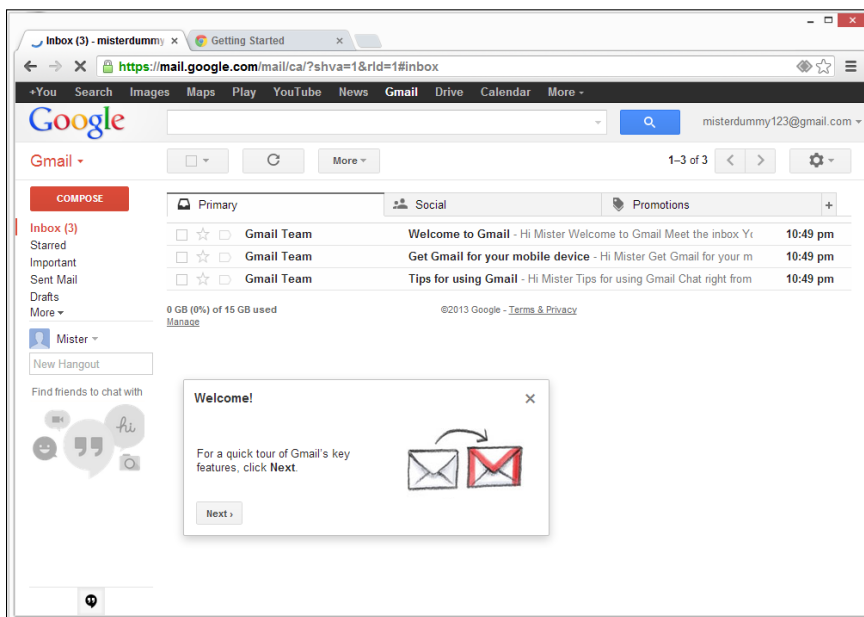 Inbox (3) - misterdummy
Getting Started
https://mail.google.com/mail/ca/?shva=1&rld=1#inbox
+You Search Images Maps Play YouTube News Gmail Drive Calendar More
Google
misterdummy123@gmail.com
Gmail
More
1–3 of 3
COMPOSE
Primary
Social
Promotions
+
Inbox (3)
Starred
Important
Sent Mail
Drafts
More
Gmail Team Welcome to Gmail - Hi Mister Welcome to Gmail Meet the inbox 10:49 pm
Gmail Team Get Gmail for your mobile device - Hi Mister Get Gmail for your m 10:49 pm
Gmail Team Tips for using Gmail - Hi Mister Tips for using Gmail Chat right from 10:49 pm
0 GB (0%) of 15 GB used
Manage
©2013 Google - Terms & Privacy
Mister
New Hangout
Find friends to chat with
hi
Welcome!
For a quick tour of Gmail's key
features, click Next.
Next ›